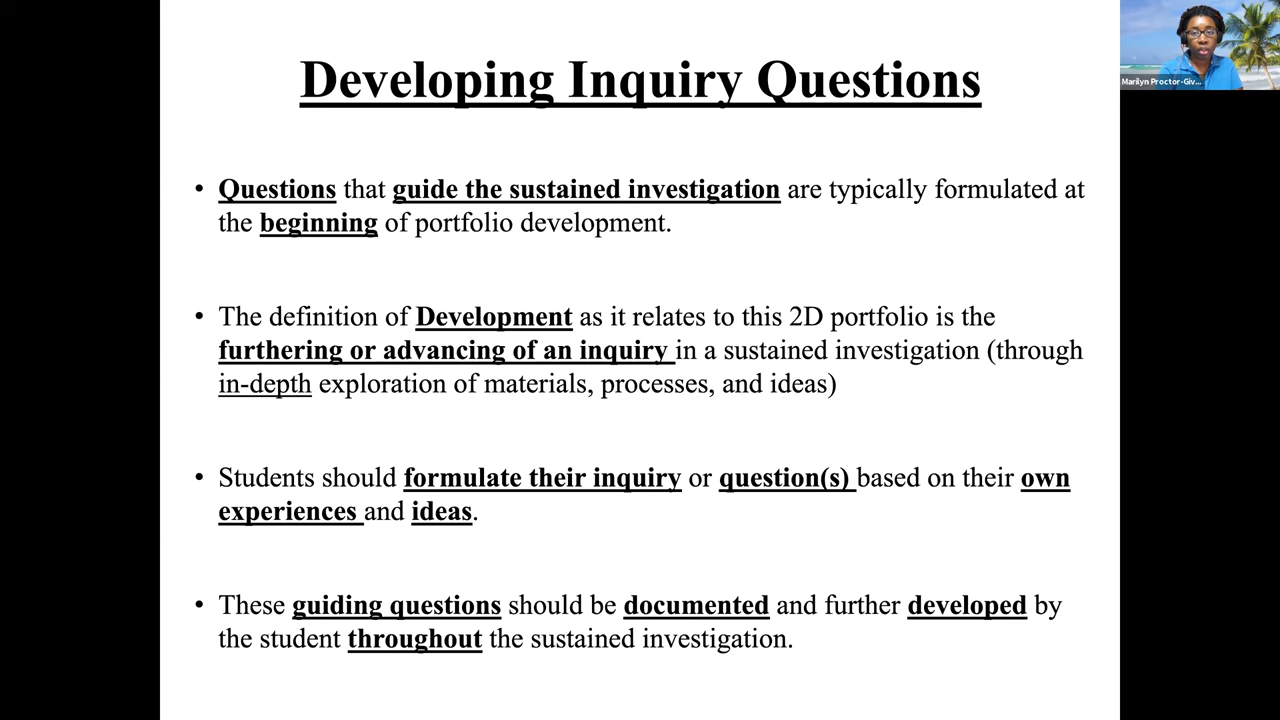 Developing Inquiry Questions
Marilyn Proctor-Giv...
• Questions that guide the sustained investigation are typically formulated at
the beginning of portfolio development.
• The definition of Development as it relates to this 2D portfolio is the
furthering or advancing of an inquiry in a sustained investigation (through
in-depth exploration of materials, processes, and ideas)
• Students should formulate their inquiry or question(s) based on their own
experiences and ideas.
• These guiding questions should be documented and further developed by
the student throughout the sustained investigation.